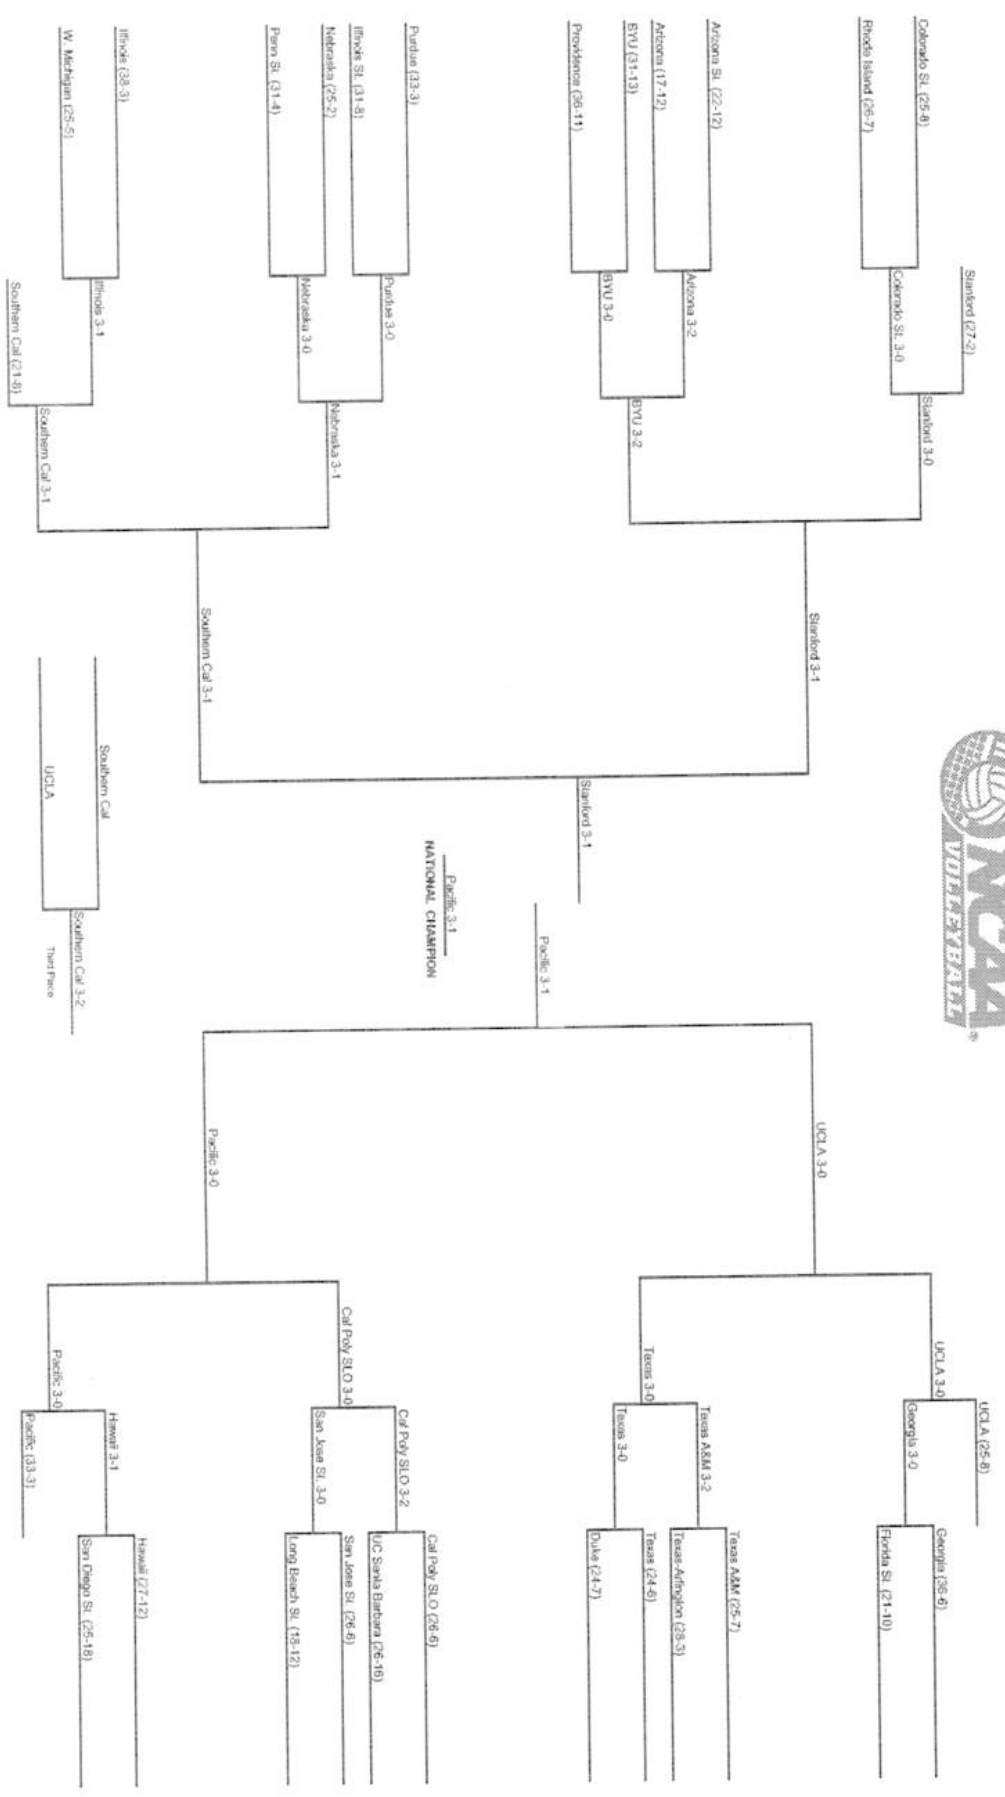 NCAA
VOLLEYBALL
®
Colorado St. (25-8)
Rhode Island (26-7)
Stanford (27-2)
Colorado St. 3-0
Stanford 3-0
Arizona St. (22-12)
Arizona (17-12)
BYU (31-13)
Providence (36-11)
Arizona 3-2
BYU 3-0
BYU 3-2
Stanford 3-1
Purdue (33-3)
Illinois St. (31-8)
Nebraska (25-2)
Penn St. (31-4)
Purdue 3-0
Nebraska 3-0
Nebraska 3-1
Illinois (38-3)
W. Michigan (25-5)
Illinois 3-1
Southern Cal (21-8)
Southern Cal 3-1
Southern Cal 3-1
Stanford 3-1
Pacific 3-1
Pacific 3-1
NATIONAL CHAMPION
Southern Cal
UCLA
Southern Cal 3-2
Third Place
UCLA 3-0
Pacific 3-0
UCLA 3-0
UCLA (25-8)
Georgia 3-0
Georgia (36-6)
Florida St. (21-10)
Texas 3-0
Texas A&M 3-2
Texas 3-0
Texas A&M (25-7)
Texas-Arlington (28-3)
Texas (24-6)
Duke (24-7)
Cal Poly SLO 3-0
Cal Poly SLO 3-2
San Jose St. 3-0
Cal Poly SLO (26-6)
UC Santa Barbara (26-16)
San Jose St. (26-6)
Long Beach St. (18-12)
Pacific 3-0
Hawaii 3-1
Pacific (33-3)
Hawaii (27-12)
San Diego St. (25-18)